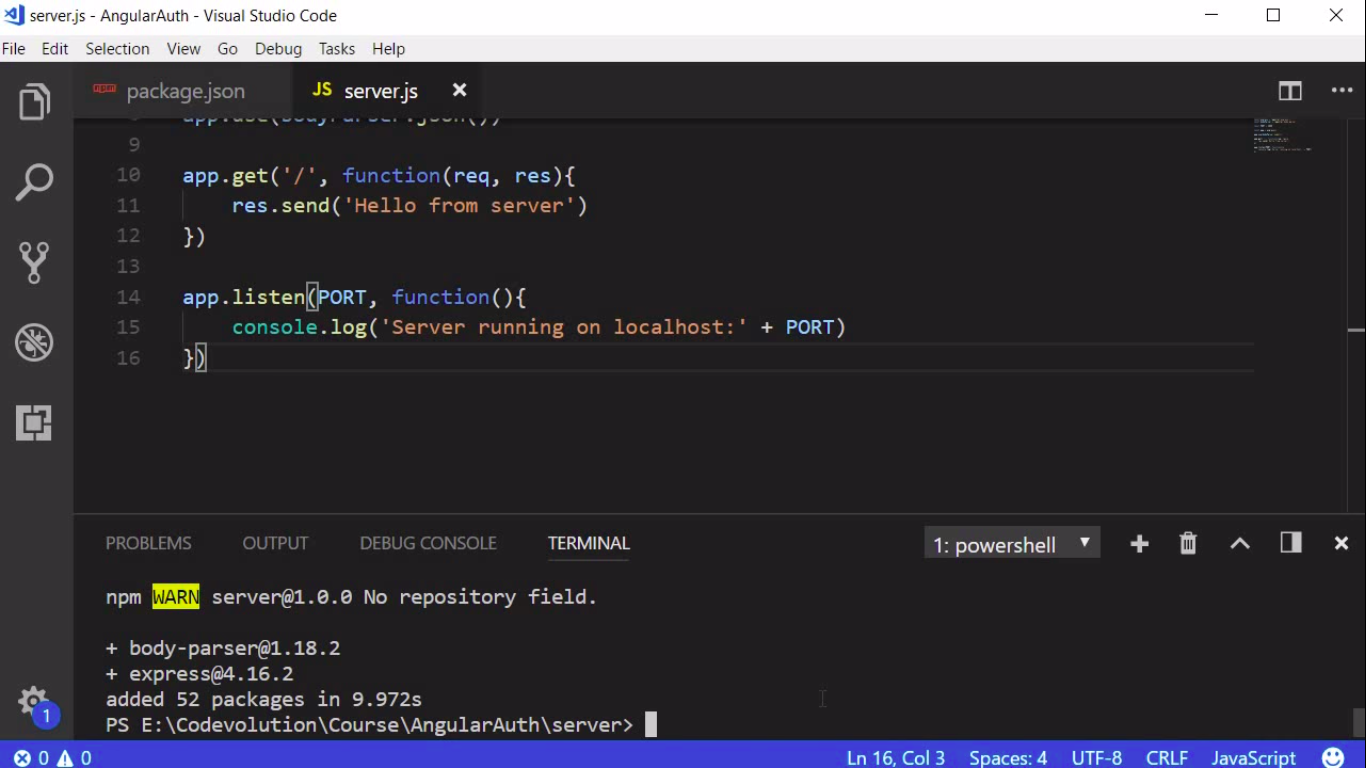 server.js - AngularAuth - Visual Studio Code
File Edit Selection View Go Debug Tasks Help
npm package.json JS server.js
8 app.use(bodyParser.json())
9
10 app.get('/', function(req, res){
11 res.send('Hello from server')
12 })
13
14 app.listen(PORT, function(){
15 console.log('Server running on localhost:' + PORT)
16 })
PROBLEMS OUTPUT DEBUG CONSOLE TERMINAL 1: powershell
npm WARN server@1.0.0 No repository field.
+ body-parser@1.18.2
+ express@4.16.2
added 52 packages in 9.972s
PS E:\Codevolution\Course\AngularAuth\server>
1
0 0 Ln 16, Col 3 Spaces: 4 UTF-8 CRLF JavaScript